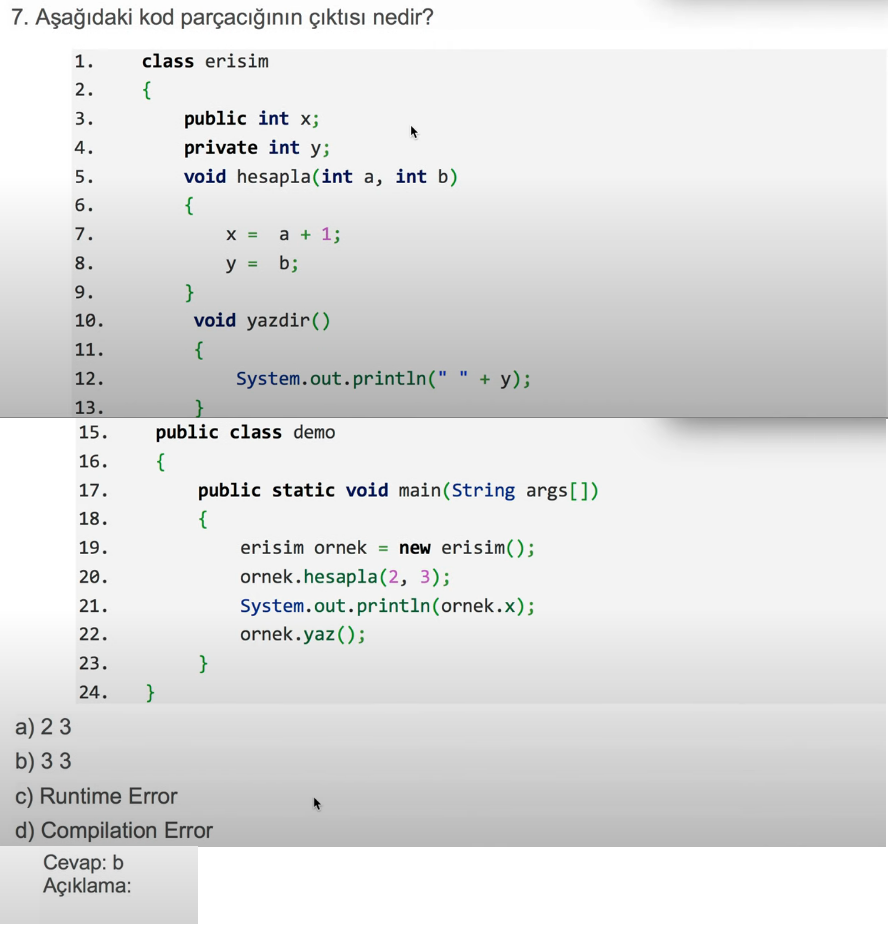 7. Aşağıdaki kod parçacığının çıktısı nedir?
1. class erisim
2. {
3. public int x;
4. private int y;
5. void hesapla(int a, int b)
6. {
7. x = a + 1;
8. y = b;
9. }
10. void yazdir()
11. {
12. System.out.println(" " + y);
13. }
15. public class demo
16. {
17. public static void main(String args[])
18. {
19. erisim ornek = new erisim();
20. ornek.hesapla(2, 3);
21. System.out.println(ornek.x);
22. ornek.yaz();
23. }
24. }
a) 2 3
b) 3 3
c) Runtime Error
d) Compilation Error
Cevap: b
Açıklama: